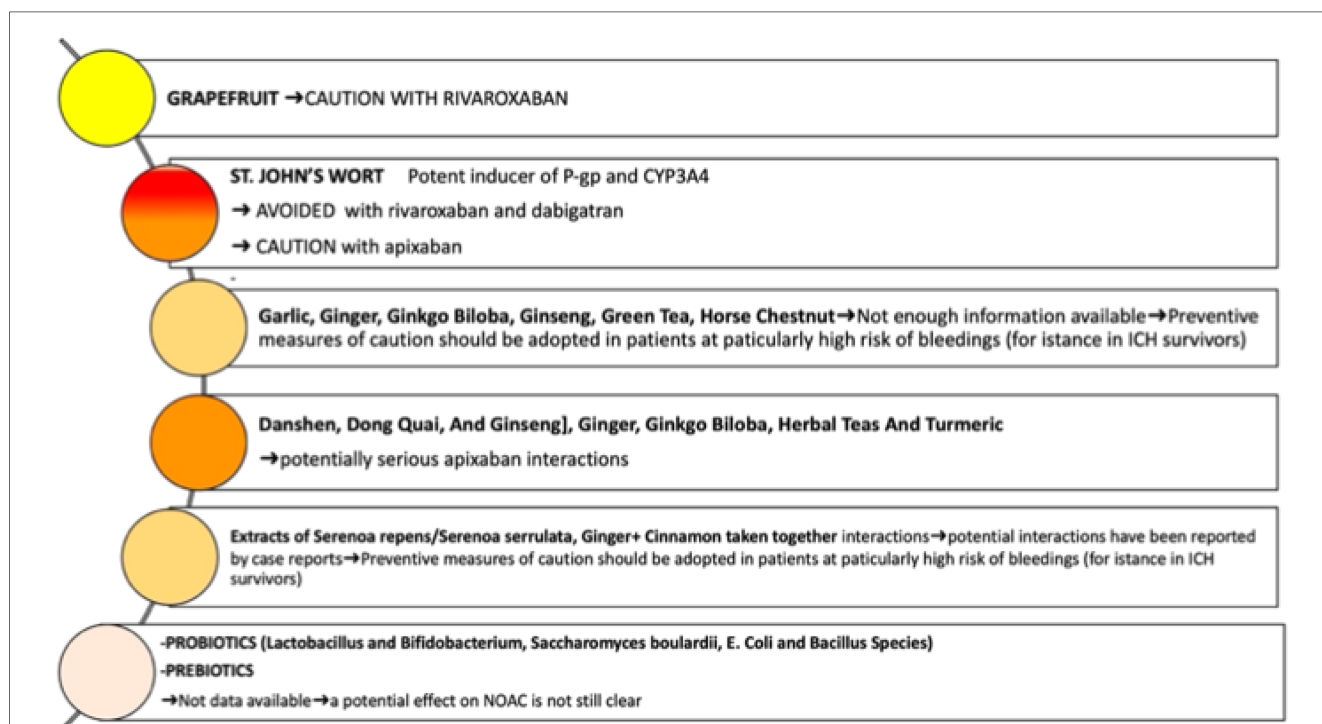 GRAPEFRUIT →CAUTION WITH RIVAROXABAN
ST. JOHN'S WORT Potent inducer of P-gp and CYP3A4
→ AVOIDED with rivaroxaban and dabigatran
→ CAUTION with apixaban
-
Garlic, Ginger, Ginkgo Biloba, Ginseng, Green Tea, Horse Chestnut→Not enough information available→Preventive
measures of caution should be adopted in patients at paticularly high risk of bleedings (for istance in ICH survivors)
Danshen, Dong Quai, And Ginseng], Ginger, Ginkgo Biloba, Herbal Teas And Turmeric
→potentially serious apixaban interactions
Extracts of Serenoa repens/Serenoa serrulata, Ginger+ Cinnamon taken together interactions→potential interactions have been reported
by case reports→Preventive measures of caution should be adopted in patients at paticularly high risk of bleedings (for istance in ICH
survivors)
-PROBIOTICS (Lactobacillus and Bifidobacterium, Saccharomyces boulardii, E. Coli and Bacillus Species)
-PREBIOTICS
→Not data available→a potential effect on NOAC is not still clear